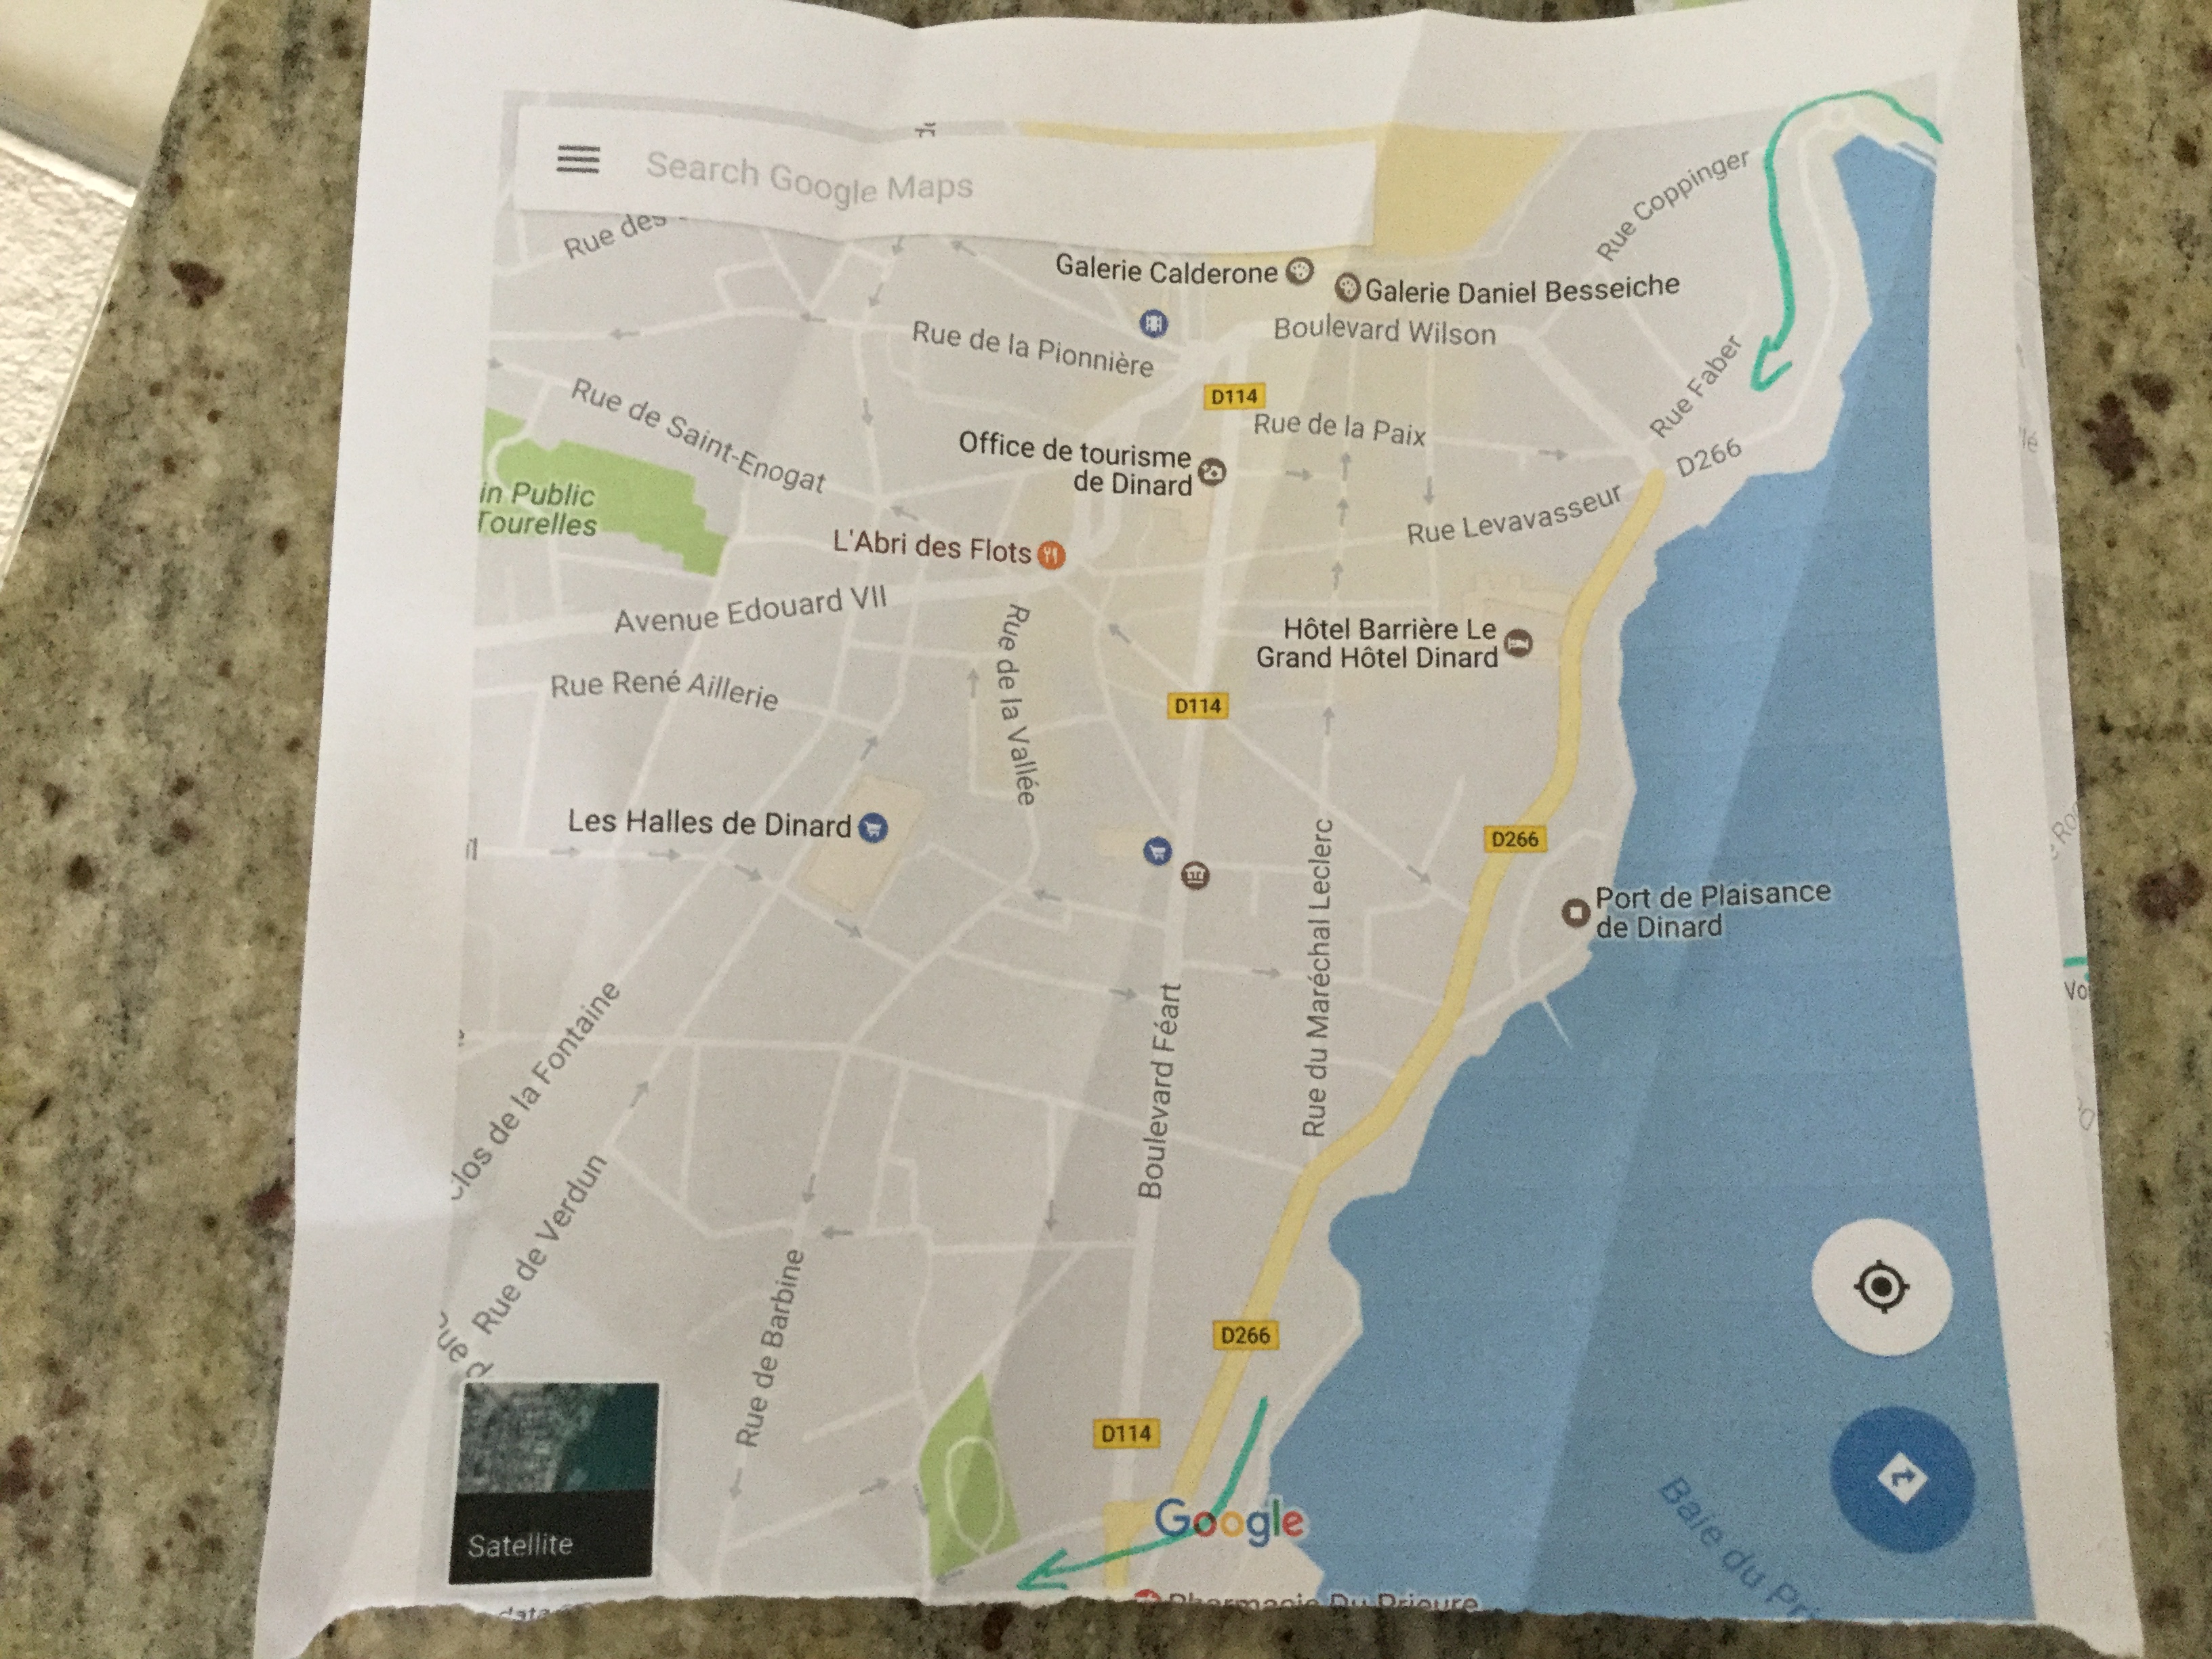 Search Google Maps
Rue des
Rue Coppinger
Galerie Calderone
Galerie Daniel Besseiche
Boulevard Wilson
Rue de la Pionnière
Rue Faber
D114
Rue de Saint-Enogat
Rue de la Paix
Office de tourisme
de Dinard
D266
in Public
Tourelles
Rue Levavasseur
L'Abri des Flots
Avenue Edouard VII
Rue de la Vallée
Hôtel Barrière Le
Grand Hôtel Dinard
Rue René Aillerie
D114
Les Halles de Dinard
D266
Rue du Maréchal Leclerc
Port de Plaisance
de Dinard
Clos de la Fontaine
Boulevard Féart
Rue de Verdun
Rue de Barbine
D266
D114
Google
Baie du Pri
Satellite
Pharmacie Du Prieure